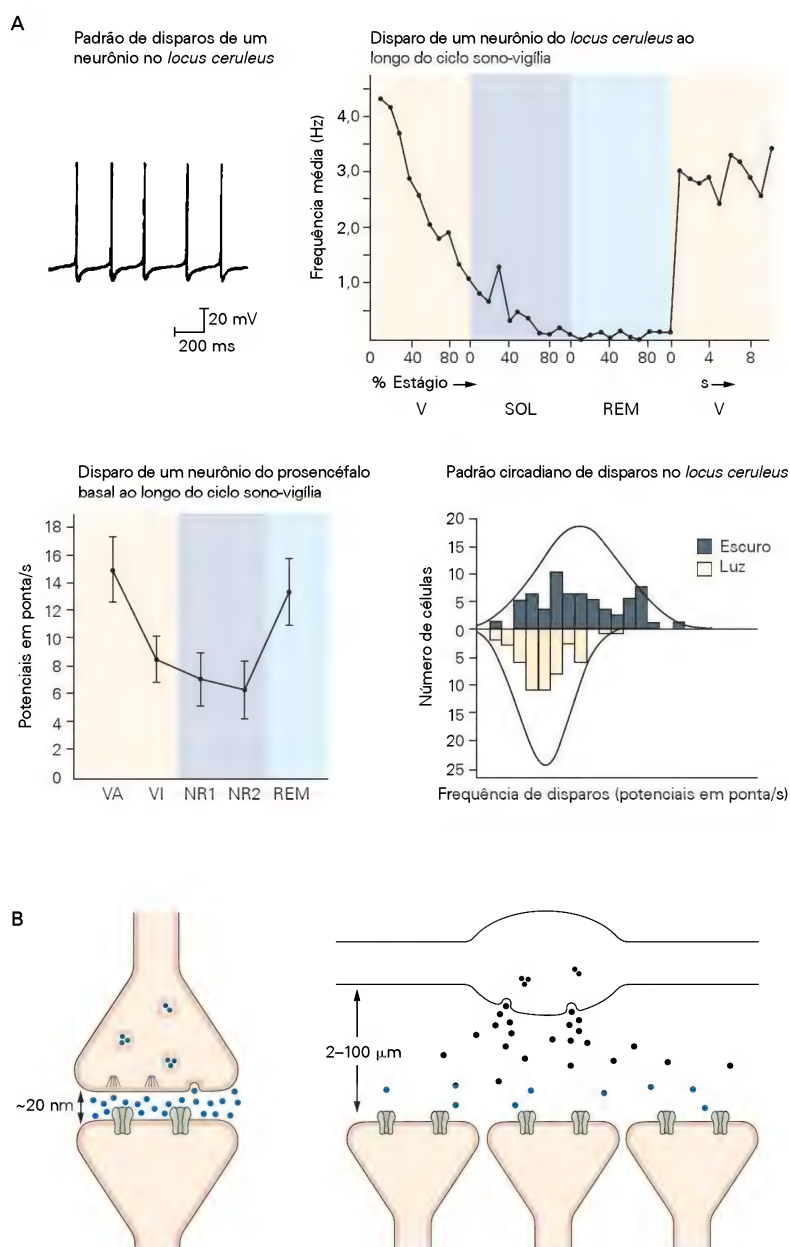 A
Padrão de disparos de um
neurônio no locus ceruleus
20 mV
200 ms
Disparo de um neurônio do locus ceruleus ao
longo do ciclo sono-vigília
Frequência média (Hz)
4,0
3,0
2,0
1,0
0 40 80 0 40 80 0 40 80 0 4 8
% Estágio s
V SOL REM V
Disparo de um neurônio do prosencéfalo
basal ao longo do ciclo sono-vigília
Potenciais em ponta/s
18
16
14
12
10
8
6
4
2
0
VA VI NR1 NR2 REM
Padrão circadiano de disparos no locus ceruleus
Número de células
20
15
10
5
0
5
10
15
20
25
Escuro
Luz
Frequência de disparos (potenciais em ponta/s)
B
~20 nm
2–100 μm